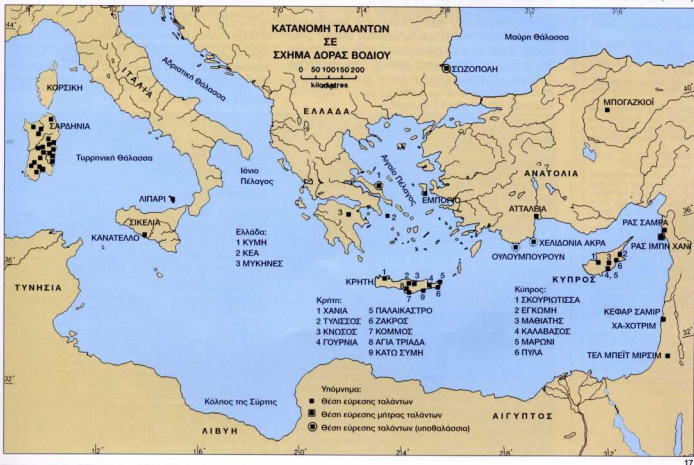 ΚΑΤΑΝΟΜΗ ΤΑΛΑΝΤΩΝ
ΣΕ
ΣΧΗΜΑ ΔΟΡΑΣ ΒΟΔΙΟΥ
0 50 100 150 200
Μαύρη Θάλασσα
ΣΩΖΟΠΟΛΗ
ΜΠΟΓΑΖΚΙΟΪ
ΚΟΡΣΙΚΗ
ΙΤΑΛΙΑ
Αδριατική Θάλασσα
ΕΛΛΑΔΑ
ΣΑΡΔΗΝΙΑ
Τυρρηνική Θάλασσα
Ιόνιο
Πέλαγος
Αιγαίο Πέλαγος
ΕΜΠΟΡΙΟ
ΑΝΑΤΟΛΙΑ
ΑΤΤΑΛΕΙΑ
ΛΙΠΑΡΙ
ΣΙΚΕΛΙΑ
ΚΑΝΑΤΕΛΛΟ
ΡΑΣ ΣΑΜΡΑ
ΡΑΣ ΙΜΠΝ ΧΑΝΙ
ΧΕΛΙΔΟΝΙΑ ΑΚΡΑ
ΟΥΛΟΥΜΠΟΥΡΟΥΝ
ΚΥΠΡΟΣ
ΤΥΝΗΣΙΑ
ΚΡΗΤΗ
Ελλάδα:
1 ΚΥΜΗ
2 ΚΕΑ
3 ΜΥΚΗΝΕΣ
Κρήτη:
1 ΧΑΝΙΑ
2 ΤΥΛΙΣΣΟΣ
3 ΚΝΩΣΟΣ
4 ΓΟΥΡΝΙΑ
5 ΠΑΛΑΙΚΑΣΤΡΟ
6 ΖΑΚΡΟΣ
7 ΚΟΜΜΟΣ
8 ΑΓΙΑ ΤΡΙΑΔΑ
9 ΚΑΤΩ ΣΥΜΗ
Κύπρος:
1 ΣΚΟΥΡΙΩΤΙΣΣΑ
2 ΕΓΚΩΜΗ
3 ΜΑΘΙΑΤΗΣ
4 ΚΑΛΑΒΑΣΟΣ
5 ΜΑΡΩΝΙ
6 ΠΥΛΑ
ΚΕΦΑΡ ΣΑΜΙΡ
ΧΑ-ΧΟΤΡΙΜ
ΤΕΛ ΜΠΕΪΤ ΜΙΡΣΙΜ
Κόλπος της Σύρτης
ΛΙΒΥΗ
ΑΙΓΥΠΤΟΣ
Υπόμνημα:
Θέση εύρεσης ταλάντων
Θέση εύρεσης μήτρας ταλάντων
Θέση εύρεσης ταλάντων (υποθαλάσσια)
17